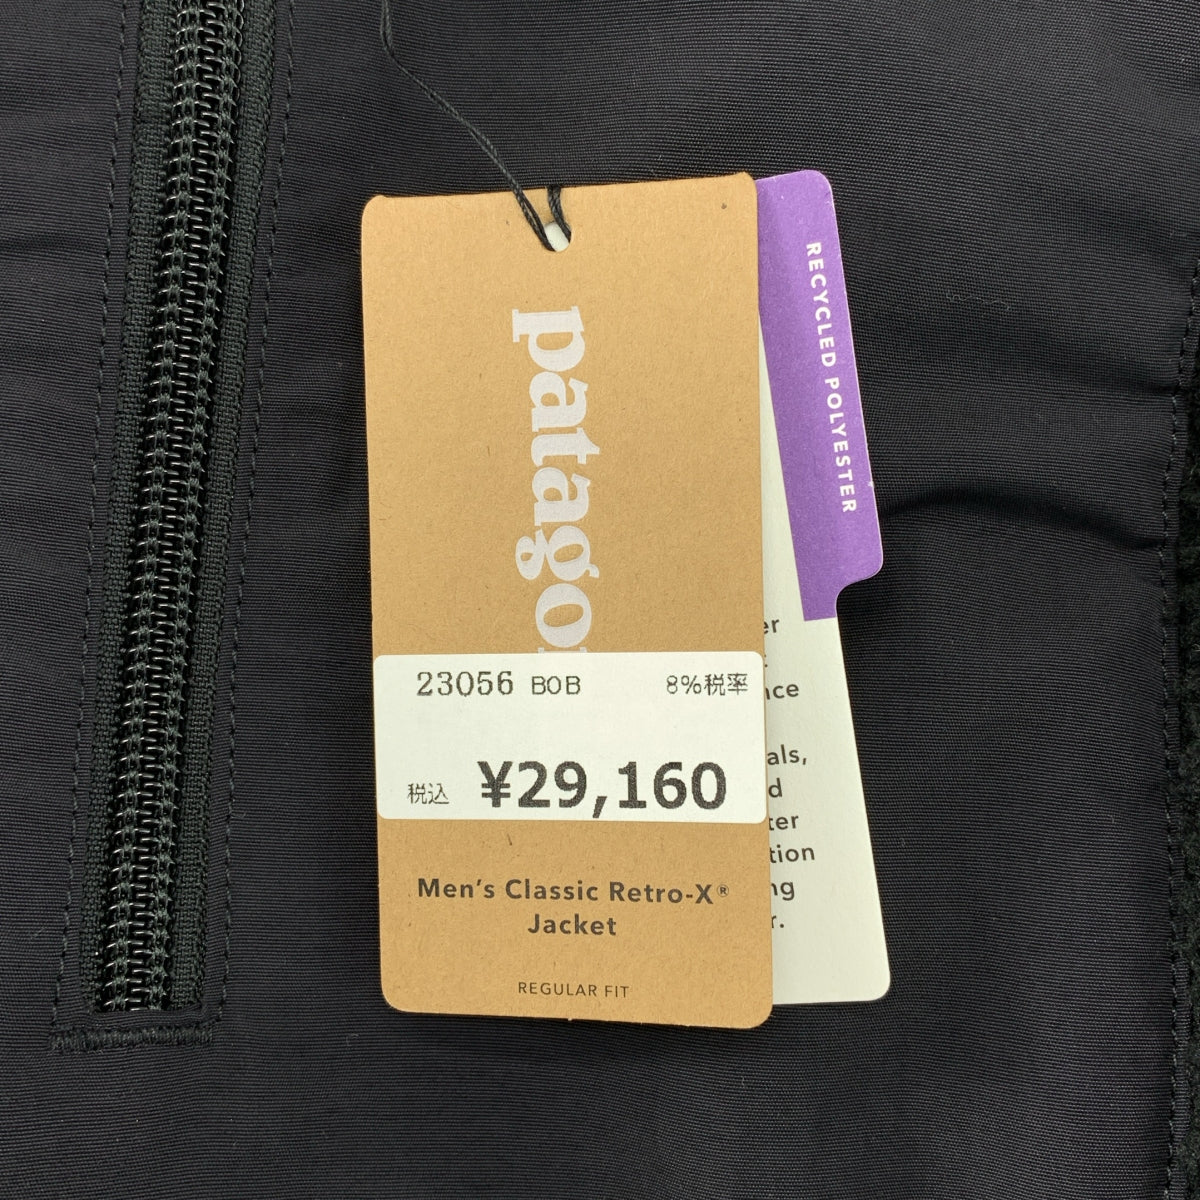 patago
RECYCLED POLYESTER
23056 BOB 8%税率
税込 ¥29,160
Men's Classic Retro-X®
Jacket
REGULAR FIT
er
nce
als,
d
ter
tion
ng
r.